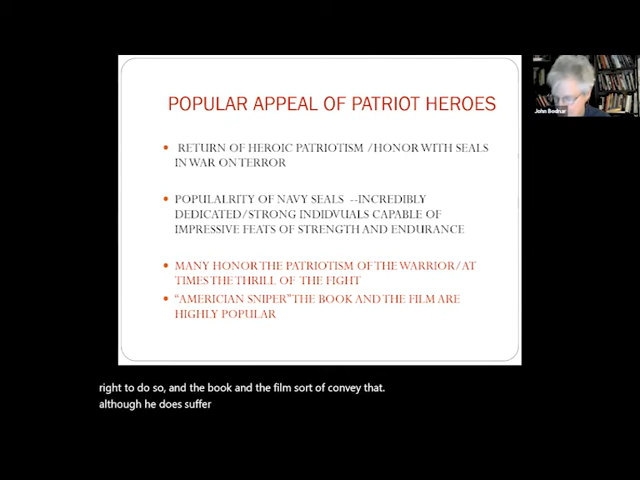 POPULAR APPEAL OF PATRIOT HEROES
John Bodnar
• RETURN OF HEROIC PATRIOTISM /HONOR WITH SEALS
IN WAR ON TERROR
• POPULALRITY OF NAVY SEALS --INCREDIBLY
DEDICATED/STRONG INDIDVUALS CAPABLE OF
IMPRESSIVE FEATS OF STRENGTH AND ENDURANCE
• MANY HONOR THE PATRIOTISM OF THE WARRIOR/AT
TIMES THE THRILL OF THE FIGHT
• “AMERICIAN SNIPER” THE BOOK AND THE FILM ARE
HIGHLY POPULAR
right to do so, and the book and the film sort of convey that.
although he does suffer